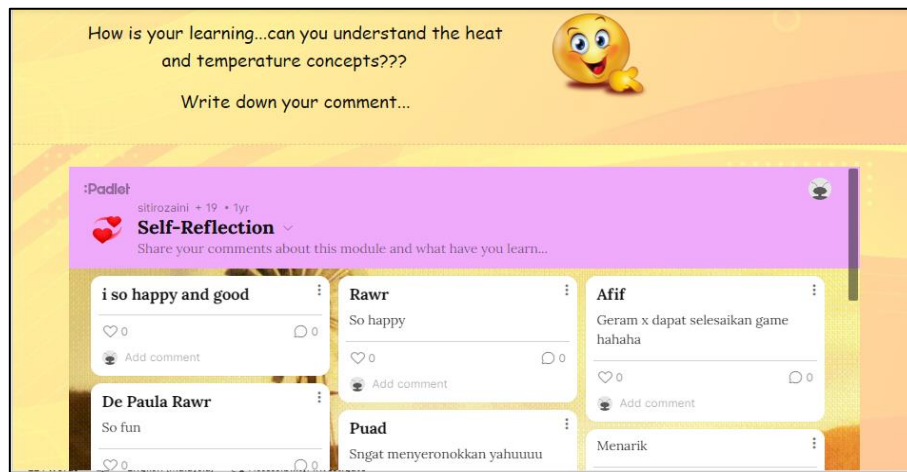 How is your learning...can you understand the heat
and temperature concepts???
Write down your comment...
:Padlet
sitirozaini + 19 • 1yr
Self-Reflection
Share your comments about this module and what have you learn...
i so happy and good
0 0
Add comment
De Paula Rawr
So fun
0 0
Rawr
So happy
0 0
Add comment
Puad
Sngat menyeronokkan yahuuuu
Afif
Geram x dapat selesaikan game
hahaha
0 0
Add comment
Menarik